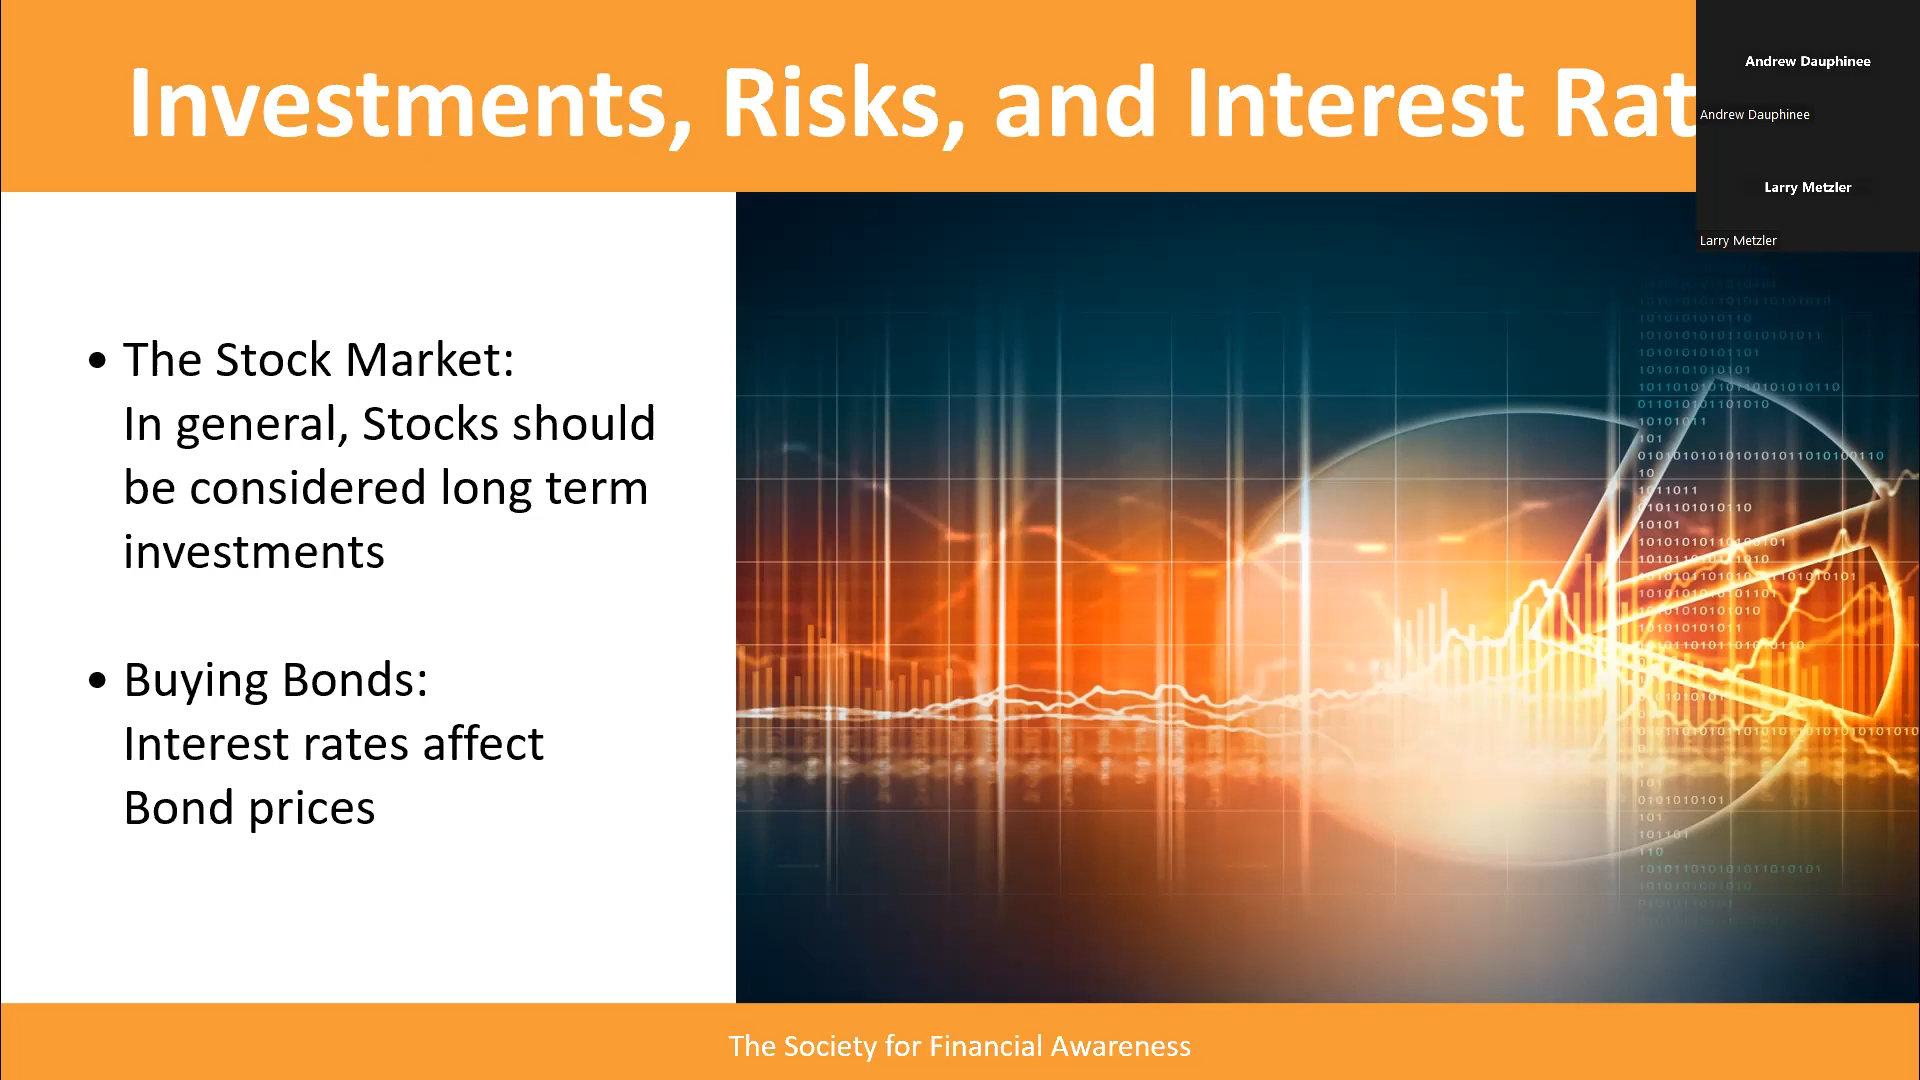 Investments, Risks, and Interest Rat
Andrew Dauphinee
Andrew Dauphinee
Larry Metzler
Larry Metzler
• The Stock Market:
In general, Stocks should
be considered long term
investments
• Buying Bonds:
Interest rates affect
Bond prices
The Society for Financial Awareness